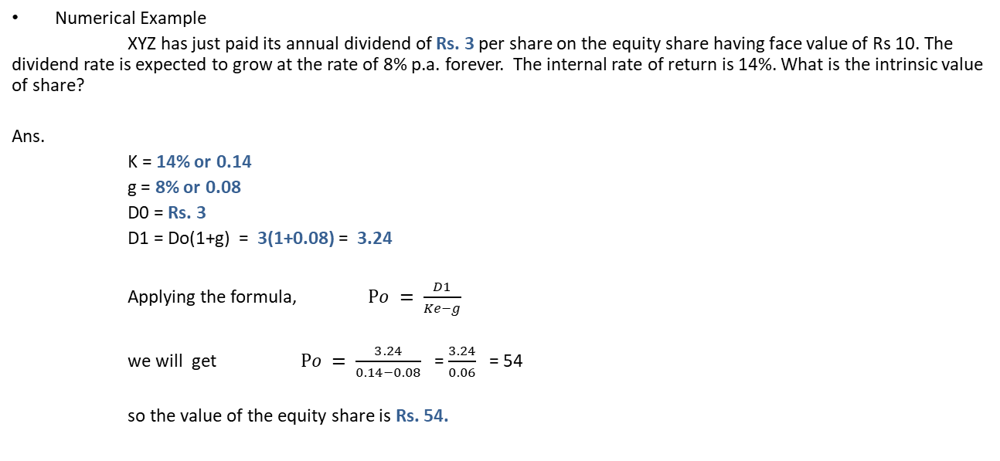 • Numerical Example
XYZ has just paid its annual dividend of Rs. 3 per share on the equity share having face value of Rs 10. The
dividend rate is expected to grow at the rate of 8% p.a. forever. The internal rate of return is 14%. What is the intrinsic value
of share?
Ans.
K = 14% or 0.14
g = 8% or 0.08
D0 = Rs. 3
D1 = Do(1+g) = 3(1+0.08) = 3.24
Applying the formula, Po = D1 / Ke−g
we will get Po = 3.24 / 0.14−0.08 = 3.24 / 0.06 = 54
so the value of the equity share is Rs. 54.